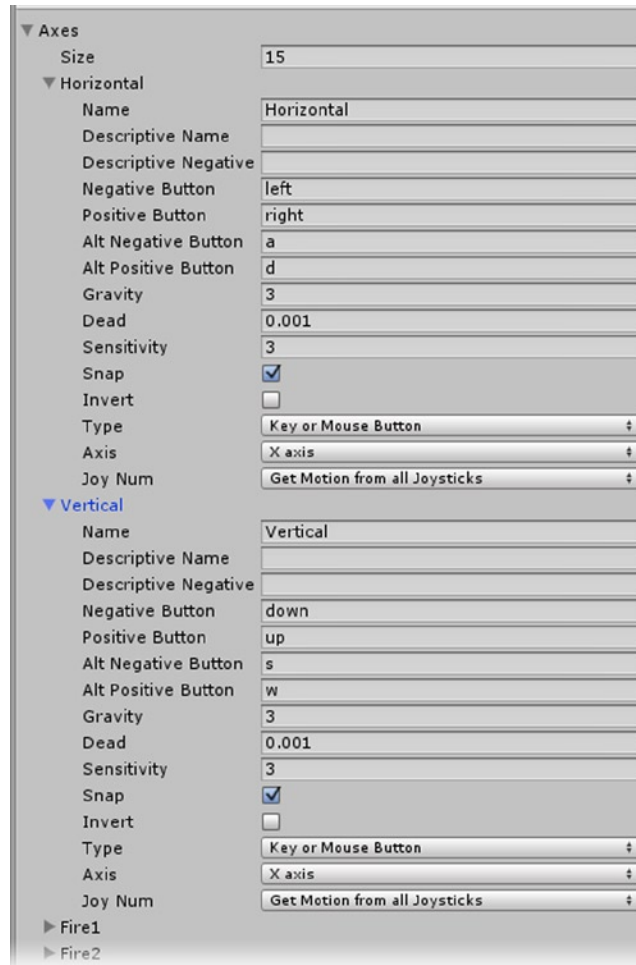 Axes
Size 15
Horizontal
Name Horizontal
Descriptive Name
Descriptive Negative
Negative Button left
Positive Button right
Alt Negative Button a
Alt Positive Button d
Gravity 3
Dead 0.001
Sensitivity 3
Snap
Invert
Type Key or Mouse Button
Axis X axis
Joy Num Get Motion from all Joysticks
Vertical
Name Vertical
Descriptive Name
Descriptive Negative
Negative Button down
Positive Button up
Alt Negative Button s
Alt Positive Button w
Gravity 3
Dead 0.001
Sensitivity 3
Snap
Invert
Type Key or Mouse Button
Axis X axis
Joy Num Get Motion from all Joysticks
Fire1
Fire2